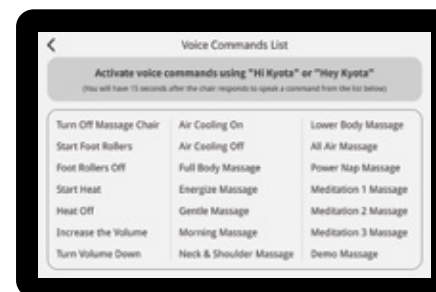 Voice Commands List
Activate voice commands using "Hi Kyota" or "Hey Kyota"
(You will have 15 seconds after the chair responds to speak a command from the list below)
Turn Off Massage Chair
Start Foot Rollers
Foot Rollers Off
Start Heat
Heat Off
Increase the Volume
Turn Volume Down
Air Cooling On
Air Cooling Off
Full Body Massage
Energize Massage
Gentle Massage
Morning Massage
Neck & Shoulder Massage
Lower Body Massage
All Air Massage
Power Nap Massage
Meditation 1 Massage
Meditation 2 Massage
Meditation 3 Massage
Demo Massage